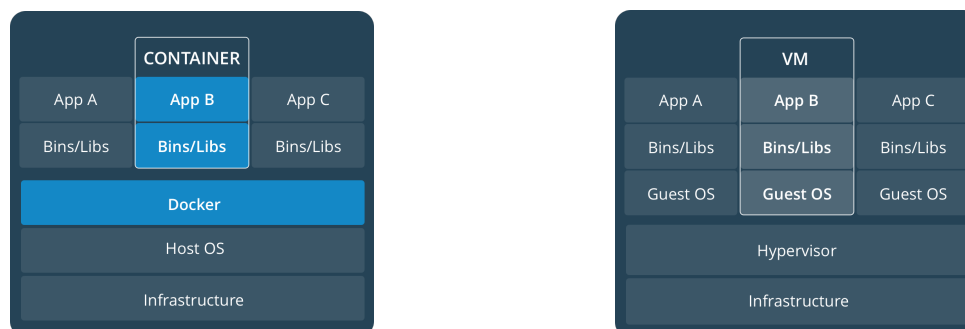 CONTAINER
App A App B App C
Bins/Libs Bins/Libs Bins/Libs
Docker
Host OS
Infrastructure
VM
App A App B App C
Bins/Libs Bins/Libs Bins/Libs
Guest OS Guest OS Guest OS
Hypervisor
Infrastructure